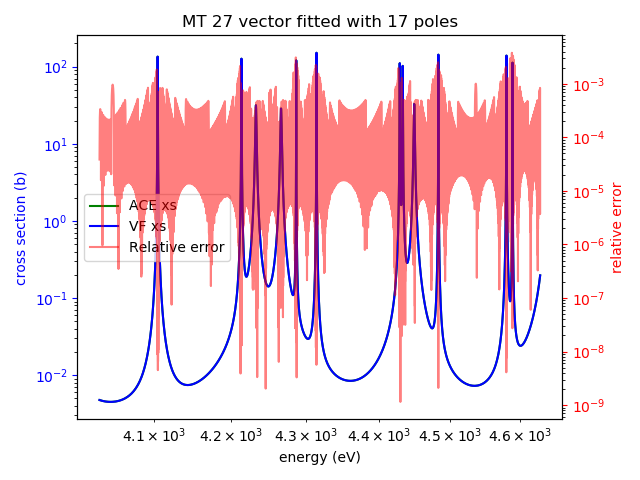 MT 27 vector fitted with 17 poles
cross section (b)
10²
10¹
10⁰
10⁻¹
10⁻²
ACE xs
VF xs
Relative error
10⁻³
10⁻⁴
10⁻⁵
10⁻⁶
10⁻⁷
10⁻⁸
10⁻⁹
relative error
4.1 × 10³ 4.2 × 10³ 4.3 × 10³ 4.4 × 10³ 4.5 × 10³ 4.6 × 10³
energy (eV)